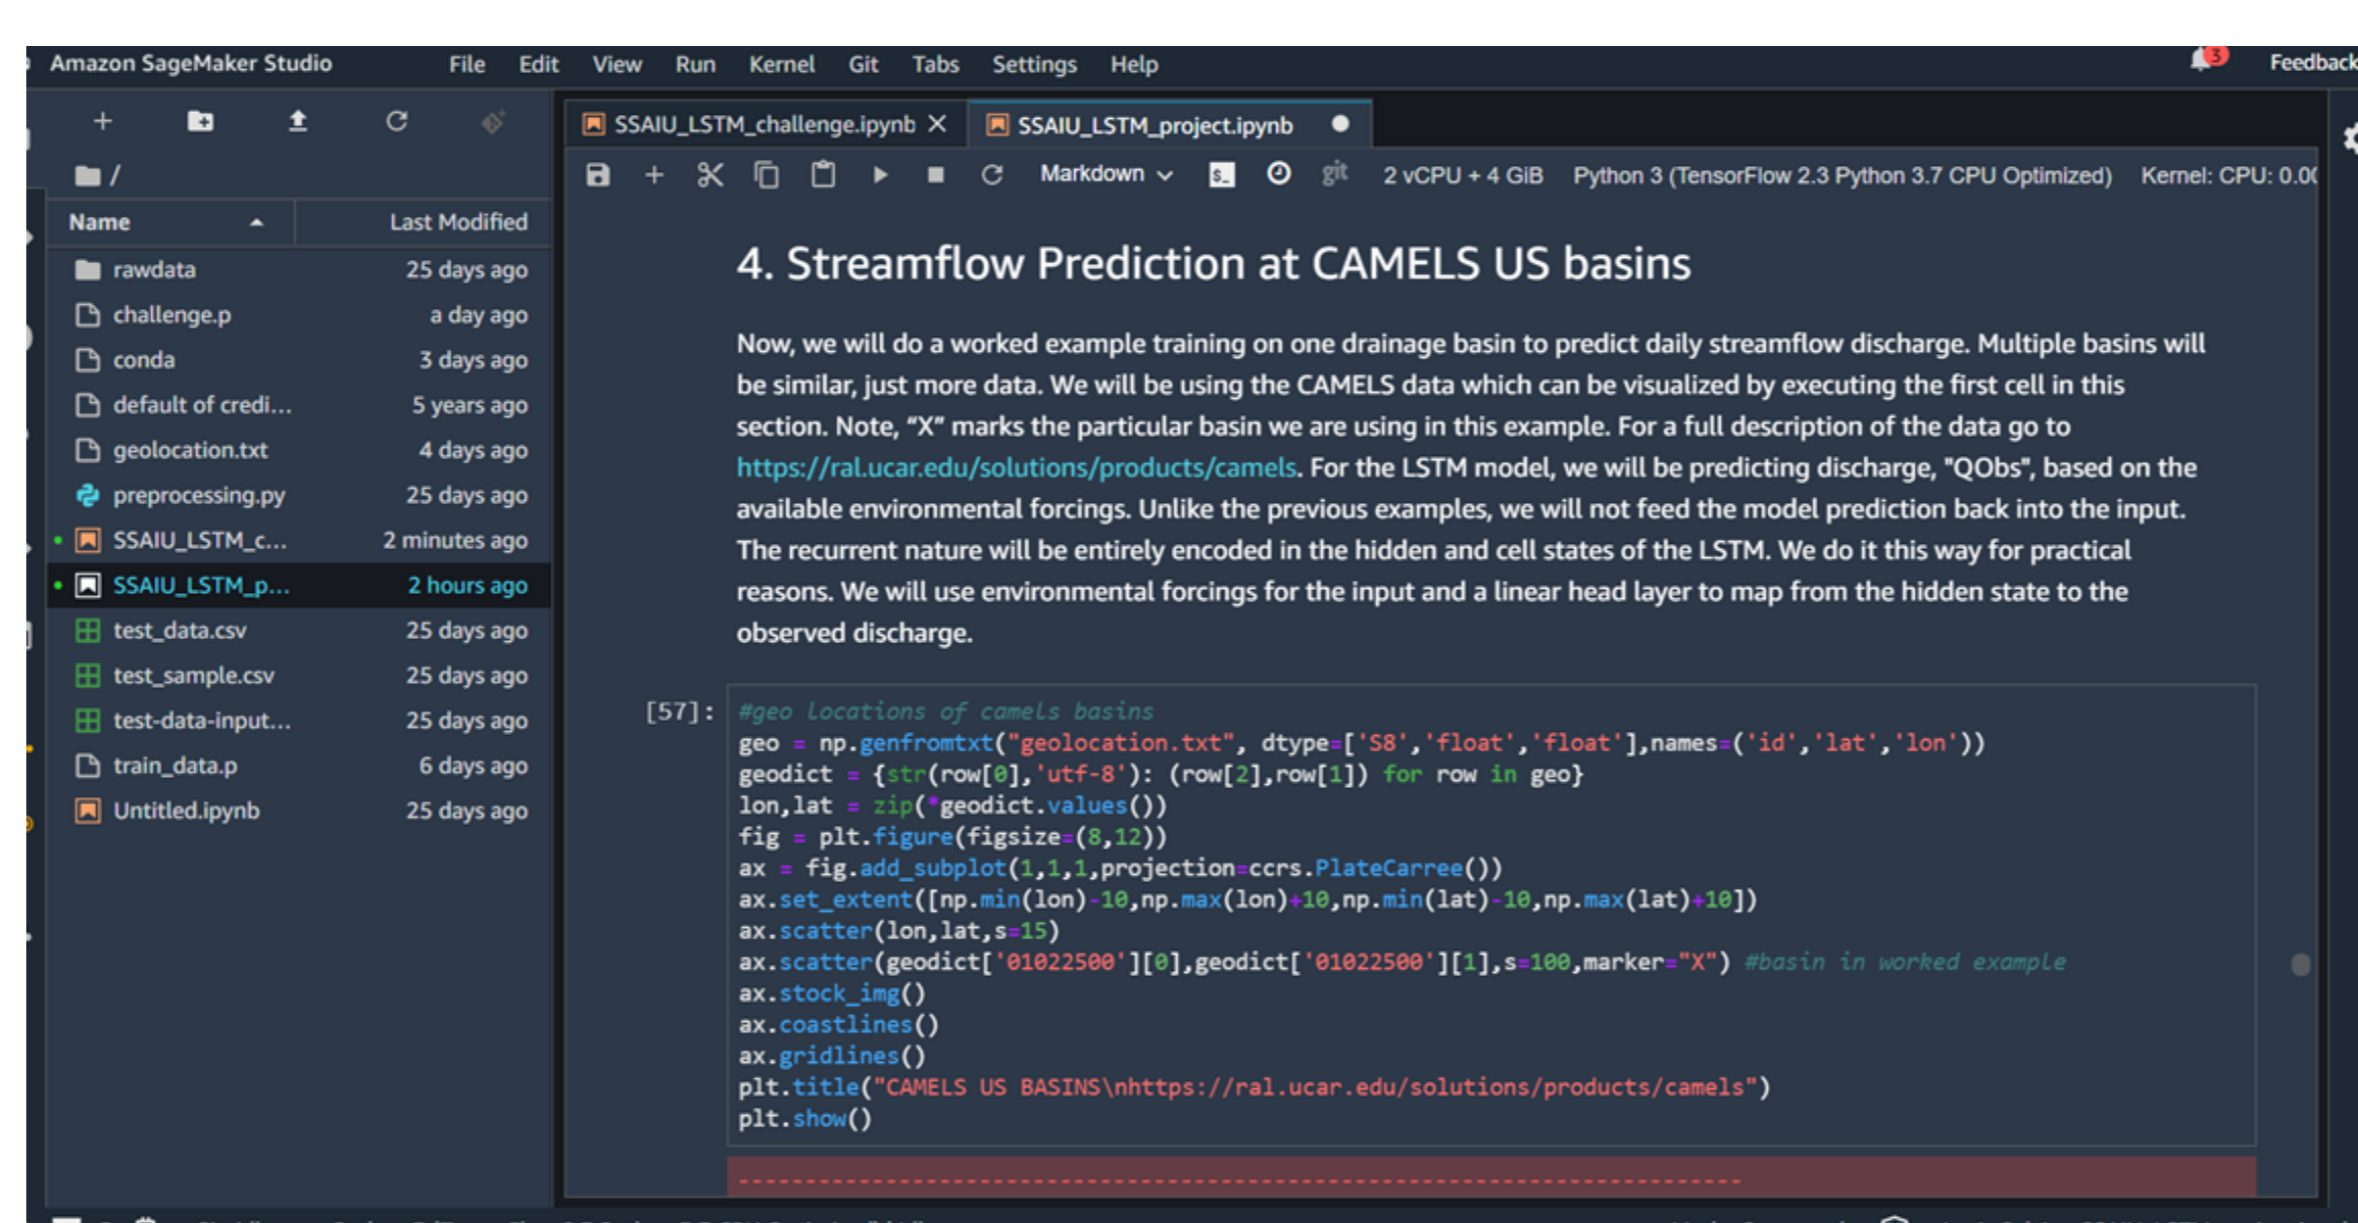 Amazon SageMaker Studio File Edit View Run Kernel Git Tabs Settings Help 3 Feedback
SSAIU_LSTM_challenge.ipynb SSAIU_LSTM_project.ipynb
/
Markdown git 2 vCPU + 4 GiB Python 3 (TensorFlow 2.3 Python 3.7 CPU Optimized) Kernel: CPU: 0.00
Name Last Modified
rawdata 25 days ago
challenge.p a day ago
conda 3 days ago
default of credi... 5 years ago
geolocation.txt 4 days ago
preprocessing.py 25 days ago
SSAIU_LSTM_c... 2 minutes ago
SSAIU_LSTM_p... 2 hours ago
test_data.csv 25 days ago
test_sample.csv 25 days ago
test-data-input... 25 days ago
train_data.p 6 days ago
Untitled.ipynb 25 days ago
4. Streamflow Prediction at CAMELS US basins
Now, we will do a worked example training on one drainage basin to predict daily streamflow discharge. Multiple basins will
be similar, just more data. We will be using the CAMELS data which can be visualized by executing the first cell in this
section. Note, “X” marks the particular basin we are using in this example. For a full description of the data go to
https://ral.ucar.edu/solutions/products/camels. For the LSTM model, we will be predicting discharge, "QObs", based on the
available environmental forcings. Unlike the previous examples, we will not feed the model prediction back into the input.
The recurrent nature will be entirely encoded in the hidden and cell states of the LSTM. We do it this way for practical
reasons. We will use environmental forcings for the input and a linear head layer to map from the hidden state to the
observed discharge.
[57]: #geo locations of camels basins
geo = np.genfromtxt("geolocation.txt", dtype=['S8','float','float'],names=('id','lat','lon'))
geodict = {str(row[0],'utf-8'): (row[2],row[1]) for row in geo}
lon,lat = zip(*geodict.values())
fig = plt.figure(figsize=(8,12))
ax = fig.add_subplot(1,1,1,projection=ccrs.PlateCarree())
ax.set_extent([np.min(lon)-10,np.max(lon)+10,np.min(lat)-10,np.max(lat)+10])
ax.scatter(lon,lat,s=15)
ax.scatter(geodict['01022500'][0],geodict['01022500'][1],s=100,marker="X") #basin in worked example
ax.stock_img()
ax.coastlines()
ax.gridlines()
plt.title("CAMELS US BASINS\nhttps://ral.ucar.edu/solutions/products/camels")
plt.show()
---------------------------------------------------------------------------